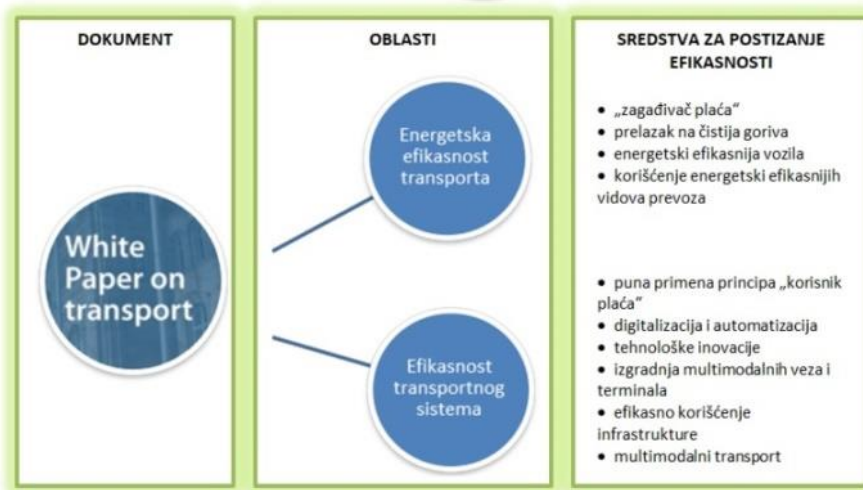 DOKUMENT
White
Paper on
transport
OBLASTI
Energetska
efikasnost
transporta
Efikasnost
transportnog
sistema
SREDSTVA ZA POSTIZANJE
EFIKASNOSTI
• „zagađivač plaća“
• prelazak na čistija goriva
• energetski efikasnija vozila
• korišćenje energetski efikasnijih
vidova prevoza
• puna primena principa „korisnik
plaća“
• digitalizacija i automatizacija
• tehnološke inovacije
• izgradnja multimodalnih veza i
terminala
• efikasno korišćenje
infrastrukture
• multimodalni transport